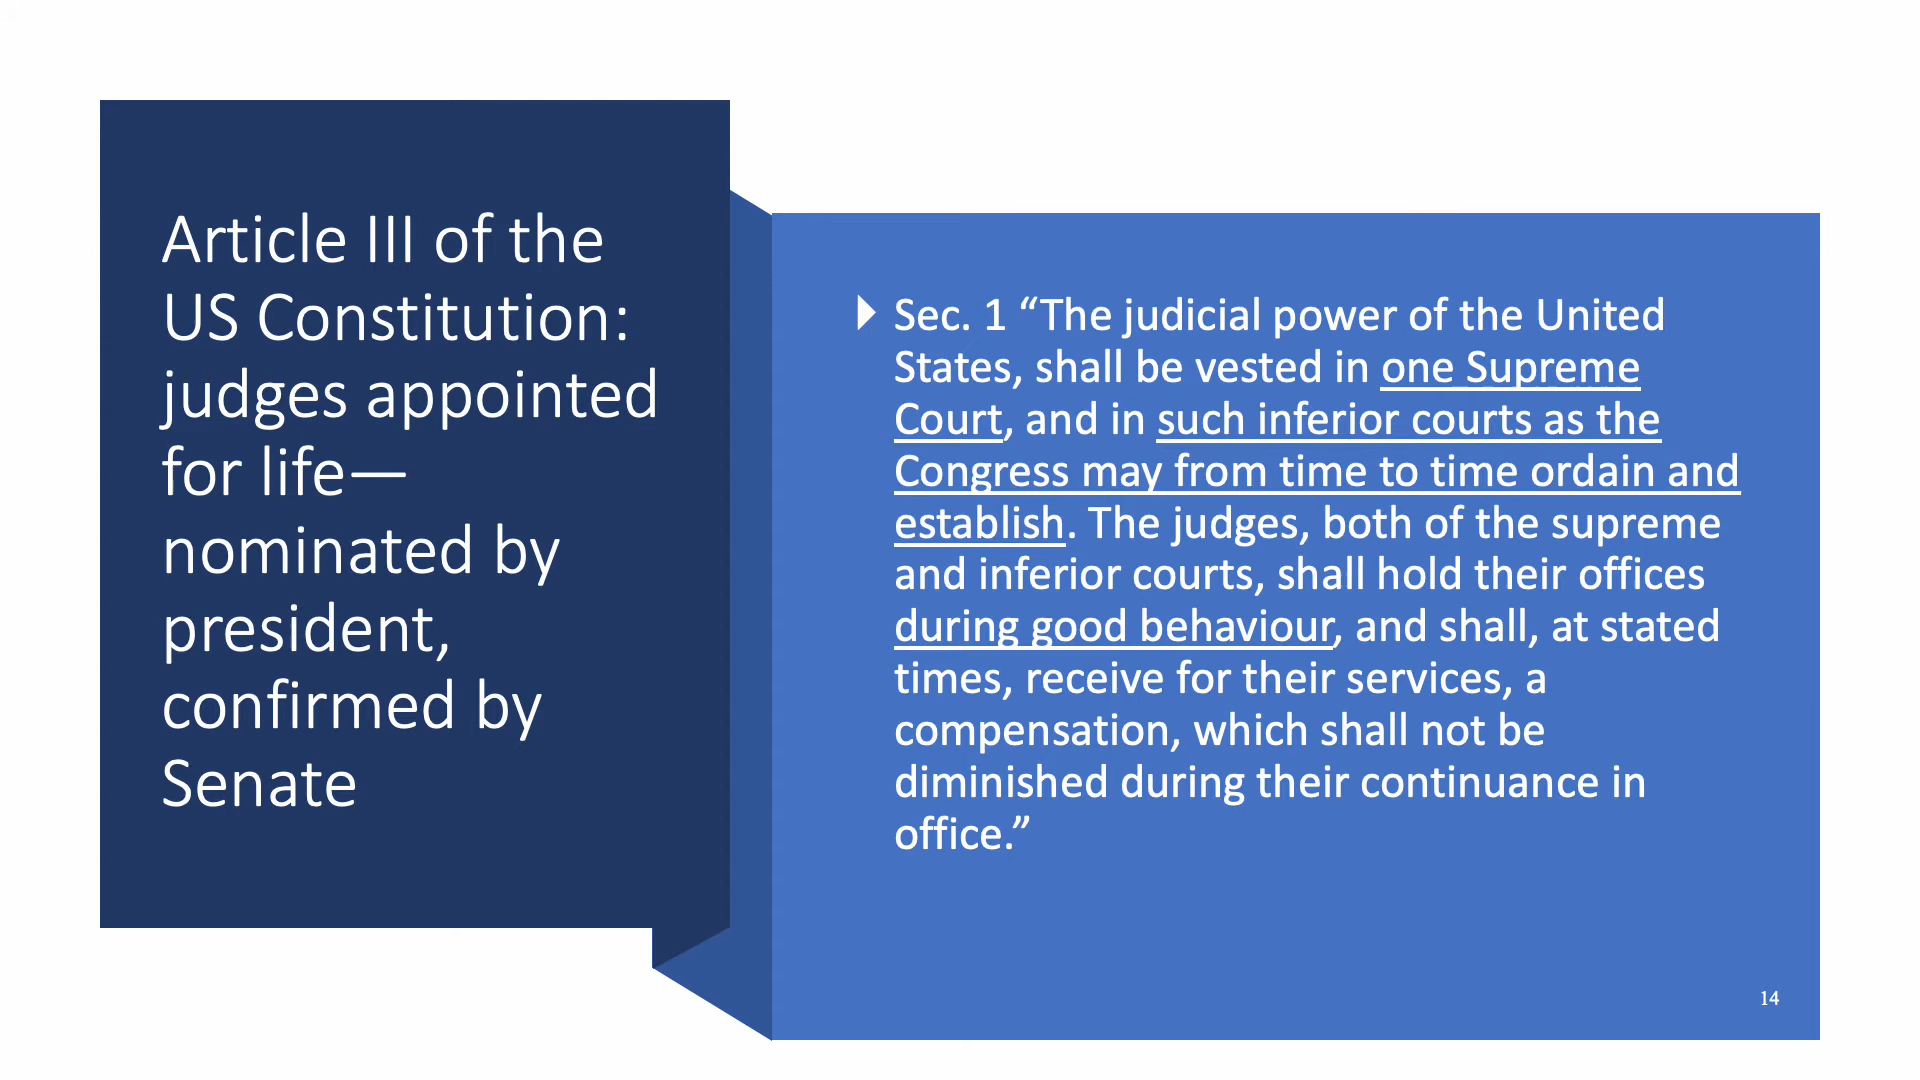 Article III of the
US Constitution:
judges appointed
for life—
nominated by
president,
confirmed by
Senate
Sec. 1 “The judicial power of the United
States, shall be vested in one Supreme
Court, and in such inferior courts as the
Congress may from time to time ordain and
establish. The judges, both of the supreme
and inferior courts, shall hold their offices
during good behaviour, and shall, at stated
times, receive for their services, a
compensation, which shall not be
diminished during their continuance in
office.”
14